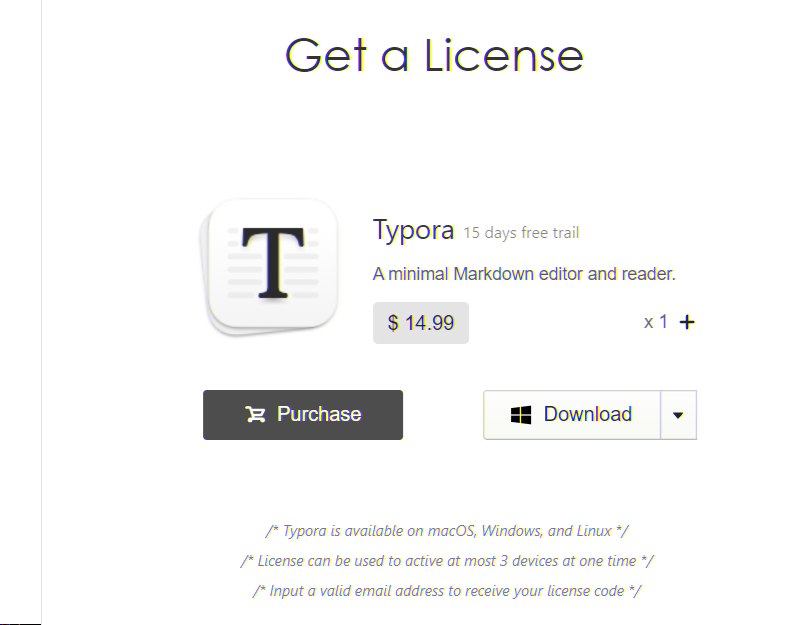 Get a License
T
Typora 15 days free trail
A minimal Markdown editor and reader.
$ 14.99
x 1 +
Purchase
Download
/* Typora is available on macOS, Windows, and Linux */
/* License can be used to active at most 3 devices at one time */
/* Input a valid email address to receive your license code */